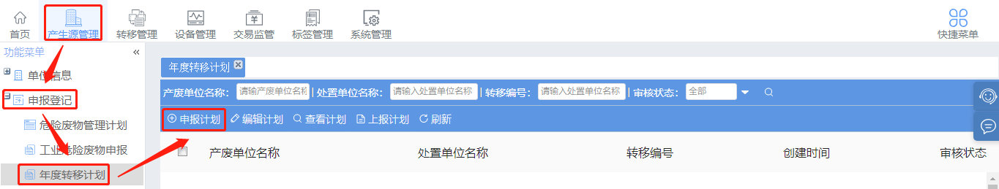 首页 产生源管理 转移管理 设备管理 交易监管 标签管理 系统管理 快捷菜单
功能菜单 «
单位信息
申报登记
危险废物管理计划
工业危险废物申报
年度转移计划
年度转移计划
产废单位名称： 请输产废单位名称 | 处置单位名称： 请输入处置单位名称 | 转移编号： 请输入处置单位名称 | 审核状态： 全部
申报计划 编辑计划 查看计划 上报计划 刷新
产废单位名称 处置单位名称 转移编号 创建时间 审核状态